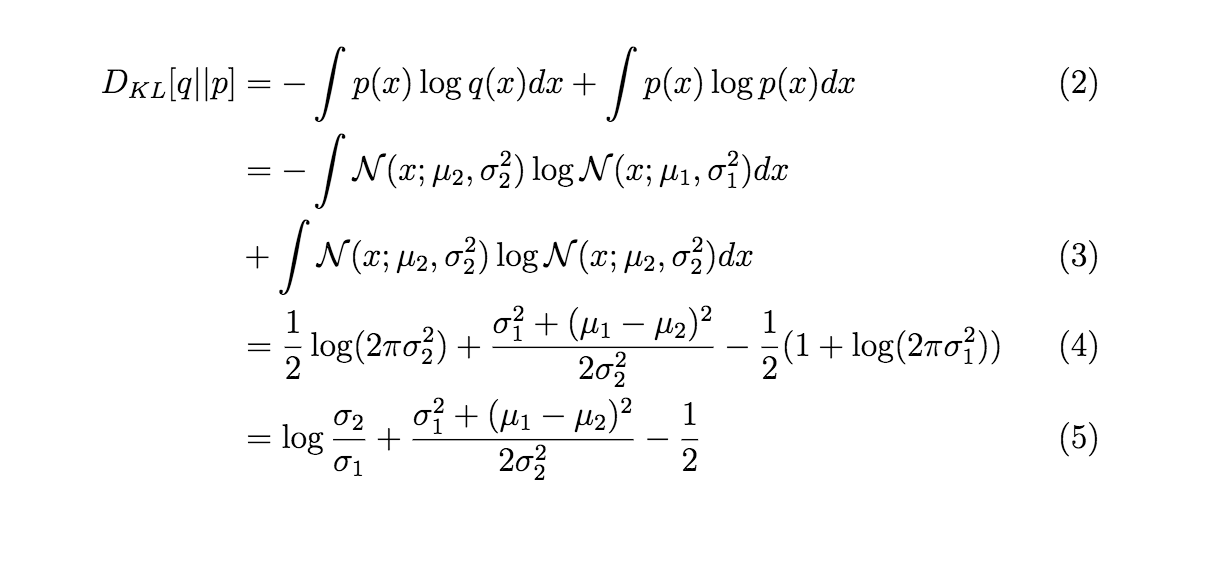 D_{KL}[q||p] = -\int p(x) \log q(x)dx + \int p(x) \log p(x)dx (2)
= -\int \mathcal{N}(x; \mu_2, \sigma_2^2) \log \mathcal{N}(x; \mu_1, \sigma_1^2)dx
+ \int \mathcal{N}(x; \mu_2, \sigma_2^2) \log \mathcal{N}(x; \mu_2, \sigma_2^2)dx (3)
= \frac{1}{2} \log(2\pi\sigma_2^2) + \frac{\sigma_1^2 + (\mu_1 - \mu_2)^2}{2\sigma_2^2} - \frac{1}{2}(1 + \log(2\pi\sigma_1^2)) (4)
= \log \frac{\sigma_2}{\sigma_1} + \frac{\sigma_1^2 + (\mu_1 - \mu_2)^2}{2\sigma_2^2} - \frac{1}{2} (5)